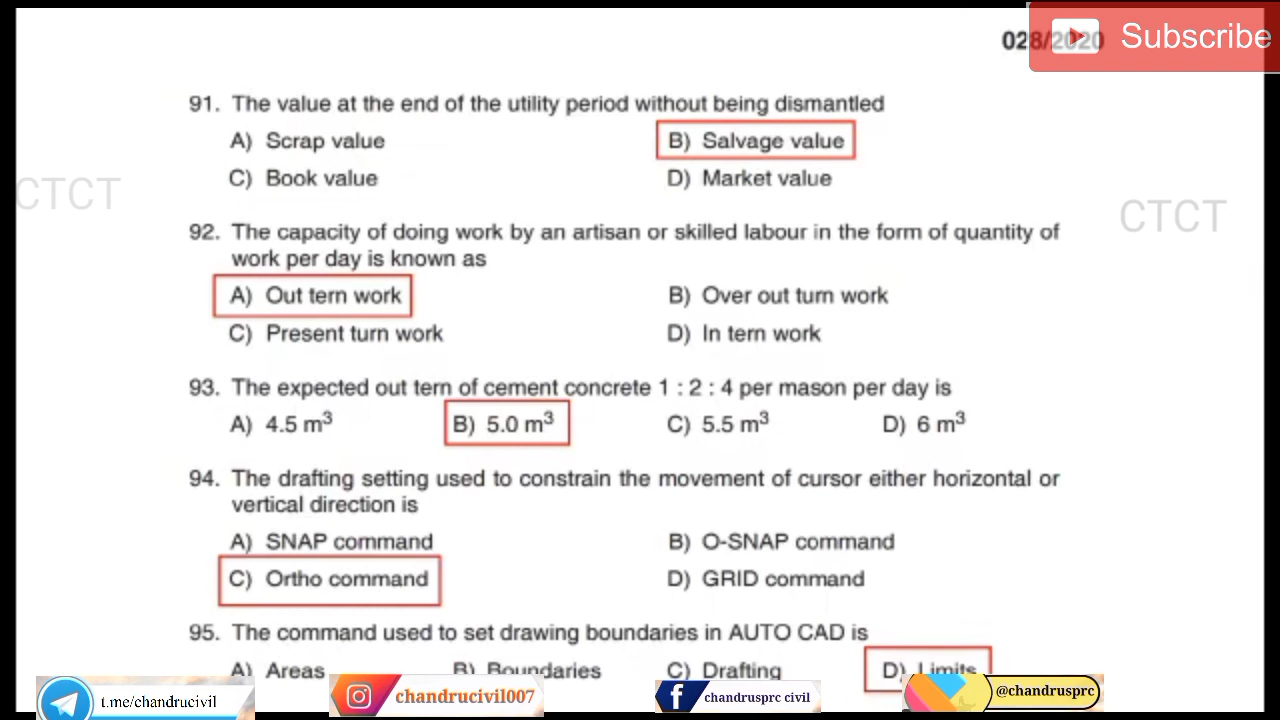 028/2020
Subscribe
91. The value at the end of the utility period without being dismantled
A) Scrap value B) Salvage value
C) Book value D) Market value
CTCT
CTCT
92. The capacity of doing work by an artisan or skilled labour in the form of quantity of
work per day is known as
A) Out tern work B) Over out turn work
C) Present turn work D) In tern work
93. The expected out tern of cement concrete 1 : 2 : 4 per mason per day is
A) 4.5 m³ B) 5.0 m³ C) 5.5 m³ D) 6 m³
94. The drafting setting used to constrain the movement of cursor either horizontal or
vertical direction is
A) SNAP command B) O-SNAP command
C) Ortho command D) GRID command
95. The command used to set drawing boundaries in AUTO CAD is
A) Areas B) Boundaries C) Drafting D) Limits
t.me/chandrucivil chandrucivil007 chandrusprc civil @chandrusprc